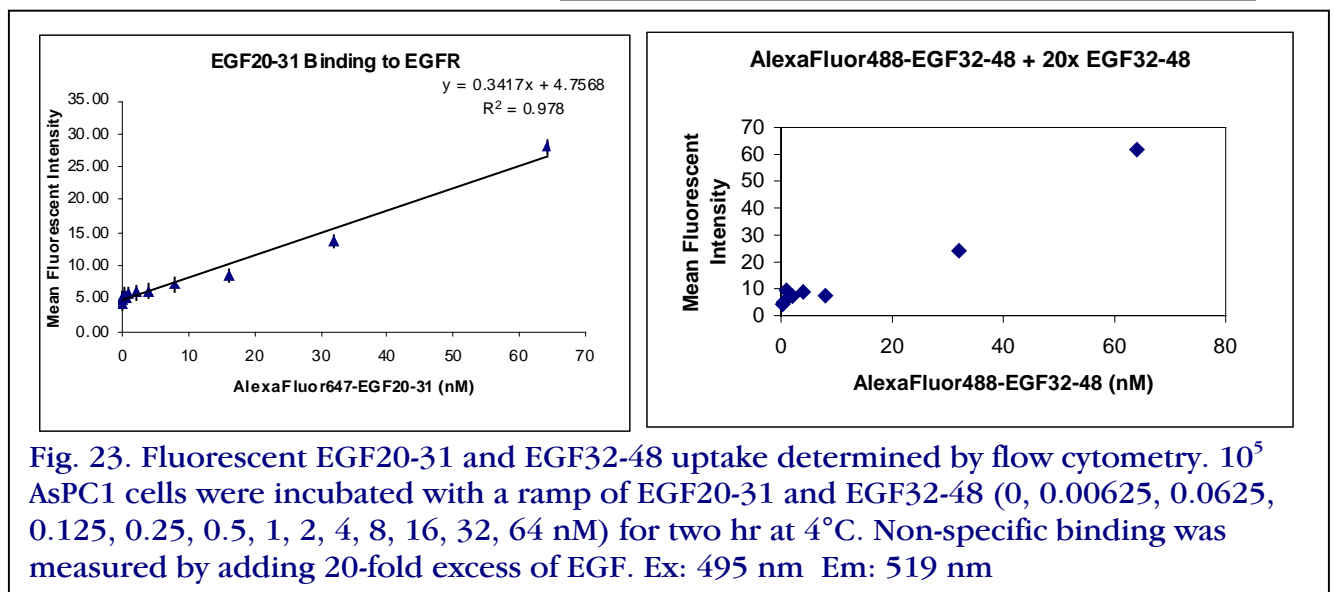 EGF20-31 Binding to EGFR
y = 0.3417x + 4.7568
R² = 0.978
35.00
30.00
25.00
20.00
15.00
10.00
5.00
0.00
Mean Fluorescent Intensity
0 10 20 30 40 50 60 70
AlexaFluor647-EGF20-31 (nM)
AlexaFluor488-EGF32-48 + 20x EGF32-48
70
60
50
40
30
20
10
0
Mean Fluorescent
Intensity
0 20 40 60 80
AlexaFluor488-EGF32-48 (nM)
Fig. 23. Fluorescent EGF20-31 and EGF32-48 uptake determined by flow cytometry. 10⁵
AsPC1 cells were incubated with a ramp of EGF20-31 and EGF32-48 (0, 0.00625, 0.0625,
0.125, 0.25, 0.5, 1, 2, 4, 8, 16, 32, 64 nM) for two hr at 4°C. Non-specific binding was
measured by adding 20-fold excess of EGF. Ex: 495 nm Em: 519 nm